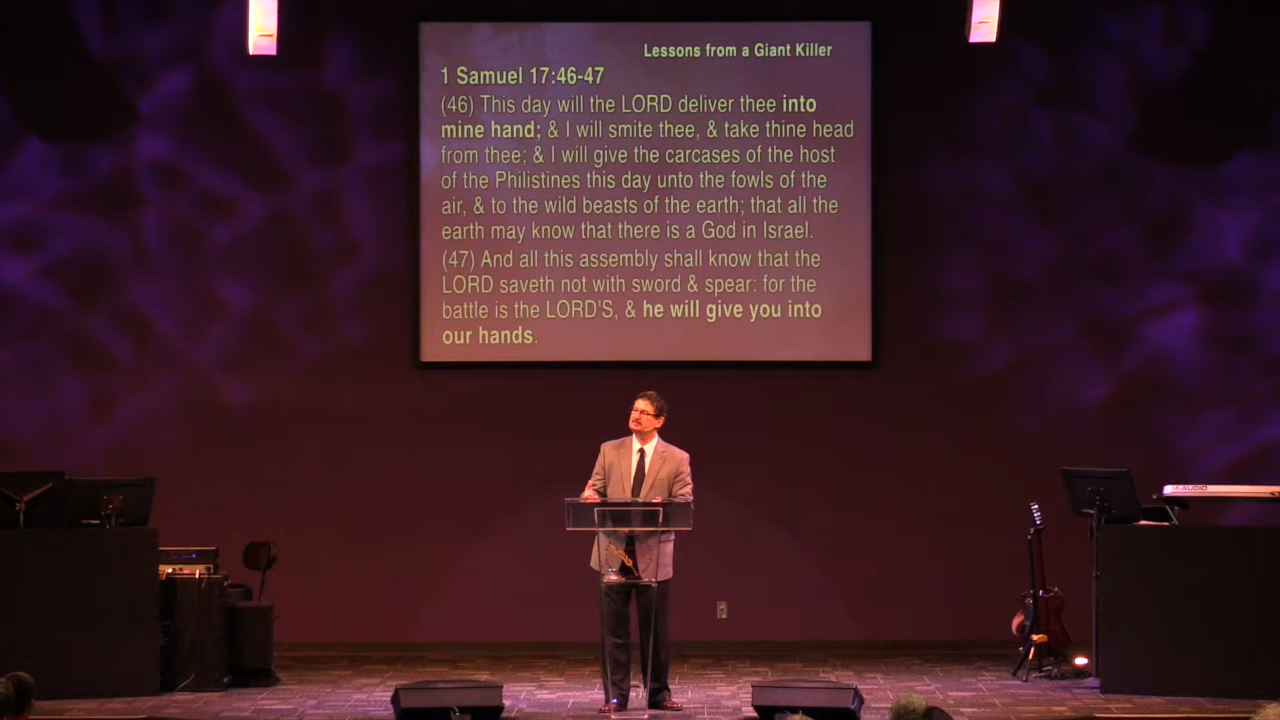 Lessons from a Giant Killer
1 Samuel 17:46-47
(46) This day will the LORD deliver thee into
mine hand; & I will smite thee, & take thine head
from thee; & I will give the carcases of the host
of the Philistines this day unto the fowls of the
air, & to the wild beasts of the earth; that all the
earth may know that there is a God in Israel.
(47) And all this assembly shall know that the
LORD saveth not with sword & spear: for the
battle is the LORD'S, & he will give you into
our hands.
M-AUDIO